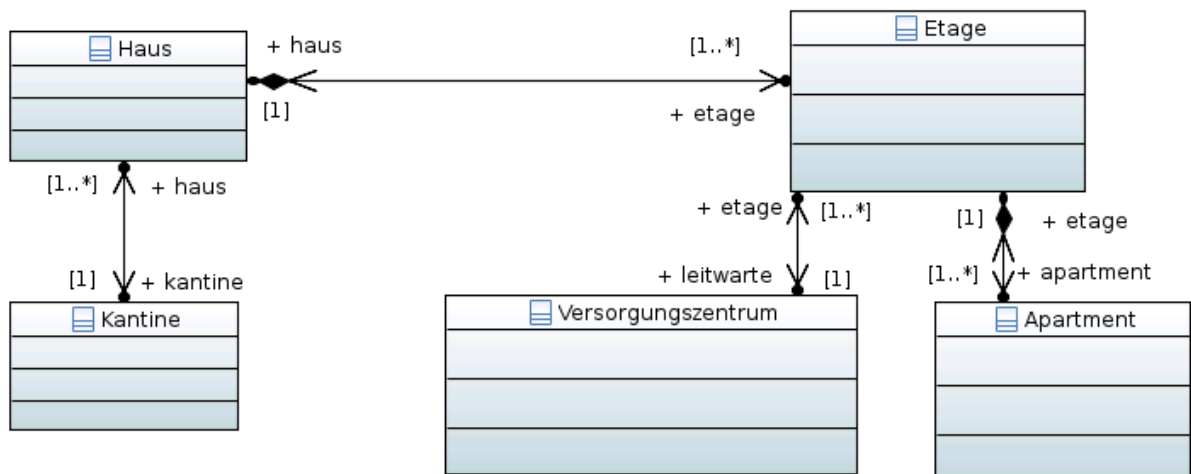 Haus
+ haus
[1]
[1..*]
+ etage
Etage
[1..*]
+ haus
[1]
+ kantine
Kantine
+ etage
[1..*]
+ leitwarte
[1]
Versorgungszentrum
[1]
+ etage
[1..*]
+ apartment
Apartment